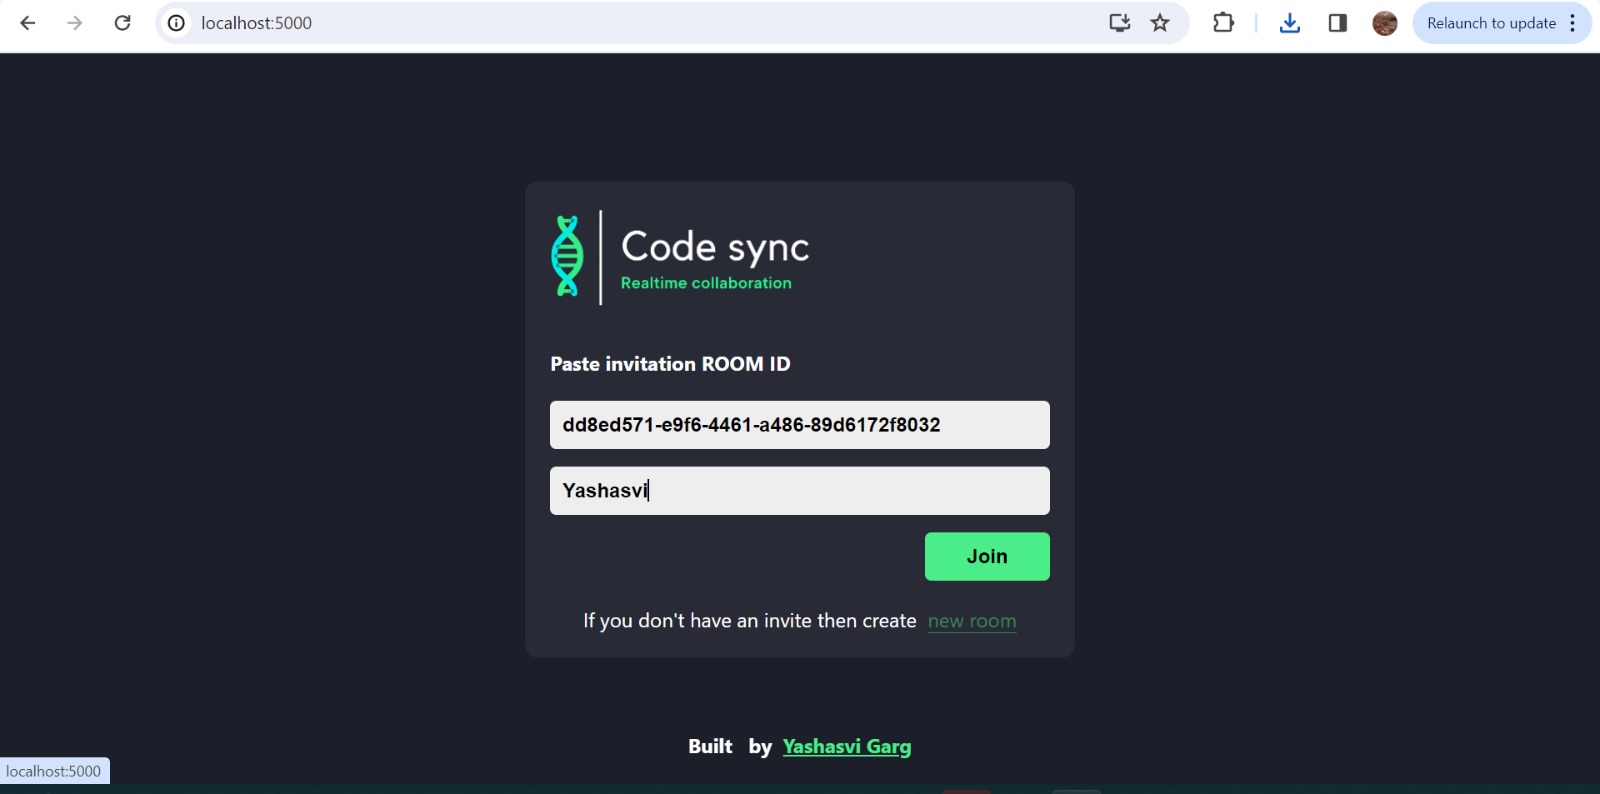 localhost:5000
Relaunch to update
Code sync
Realtime collaboration
Paste invitation ROOM ID
dd8ed571-e9f6-4461-a486-89d6172f8032
Yashasvi
Join
If you don't have an invite then create new room
Built by Yashasvi Garg
localhost:5000